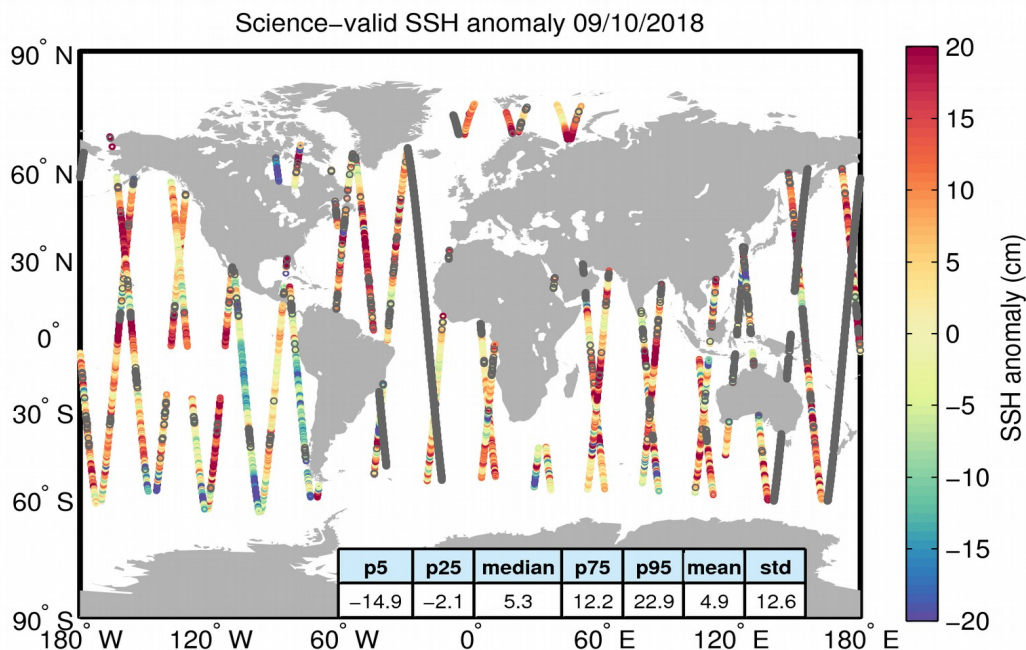 Science−valid SSH anomaly 09/10/2018
90° N
60° N
30° N
0°
30° S
60° S
90° S
180° W
120° W
60° W
0°
60° E
120° E
180° E
p5 p25 median p75 p95 mean std
−14.9 −2.1 5.3 12.2 22.9 4.9 12.6
20
15
10
5
0
−5
−10
−15
−20
SSH anomaly (cm)